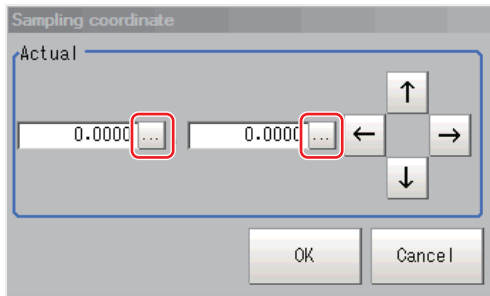 Sampling coordinate
Actual
↑
0.0000 ... 0.0000 ... ← →
↓
OK Cancel